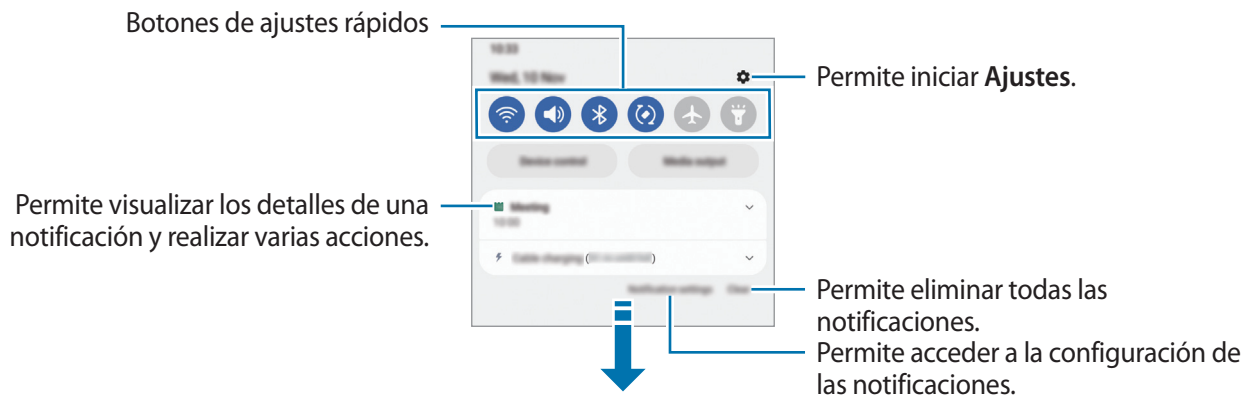 Botones de ajustes rápidos
10:33
Wed, 10 Nov
Permite iniciar Ajustes.
Device control
Media output
Permite visualizar los detalles de una
notificación y realizar varias acciones.
Meeting
10:00
Cable charging (
)
Notification settings
Clear
Permite eliminar todas las
notificaciones.
Permite acceder a la configuración de
las notificaciones.